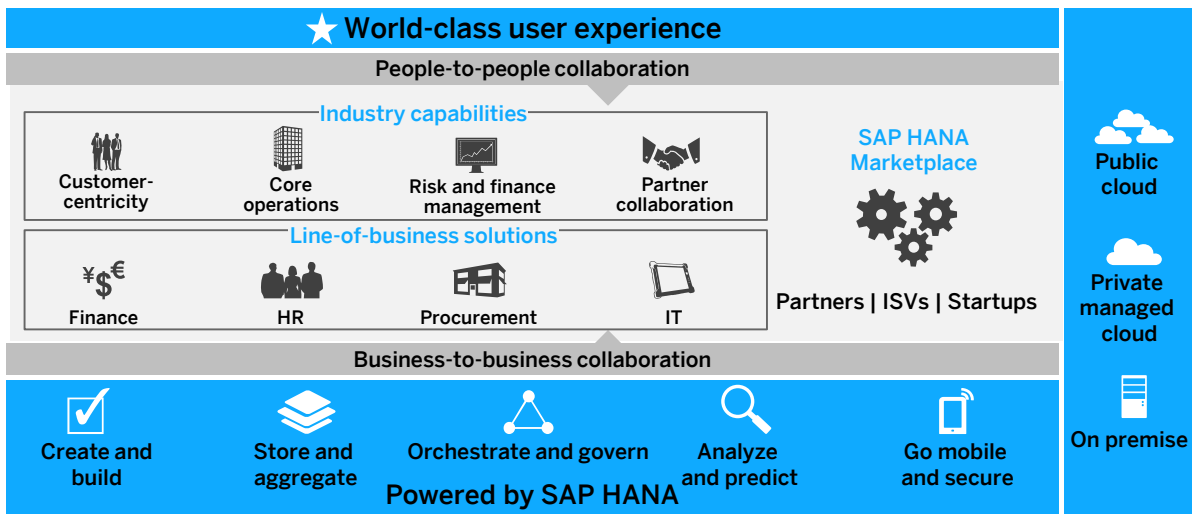 World-class user experience
People-to-people collaboration
Industry capabilities
Customer-
centricity
Core
operations
Risk and finance
management
Partner
collaboration
Line-of-business solutions
¥$€
Finance
HR
Procurement
IT
SAP HANA
Marketplace
Partners | ISVs | Startups
Business-to-business collaboration
Create and
build
Store and
aggregate
Orchestrate and govern
Analyze
and predict
Go mobile
and secure
Powered by SAP HANA
Public
cloud
Private
managed
cloud
On premise